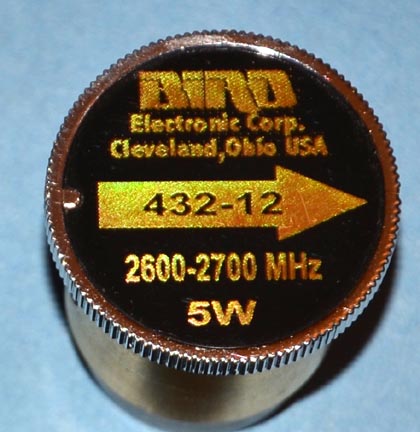 BIRD
Electronic Corp.
Cleveland,Ohio USA
432-12
2600-2700 MHz
5W